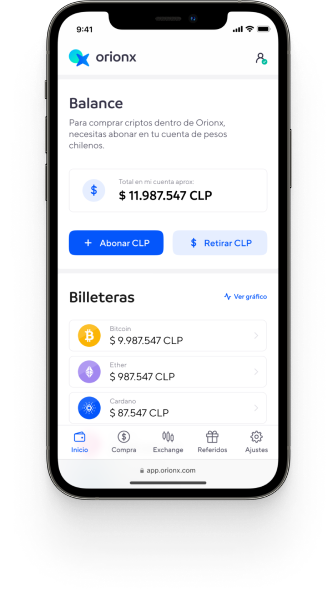 9:41
orionx
Balance
Para comprar criptos dentro de Orionx,
necesitas abonar en tu cuenta de pesos
chilenos.
Total en mi cuenta aprox:
$ 11.987.547 CLP
+ Abonar CLP
$ Retirar CLP
Billeteras
Ver gráfico
Bitcoin
$ 9.987.547 CLP
Ether
$ 987.547 CLP
Cardano
$ 87.547 CLP
Inicio Compra Exchange Referidos Ajustes
app.orionx.com